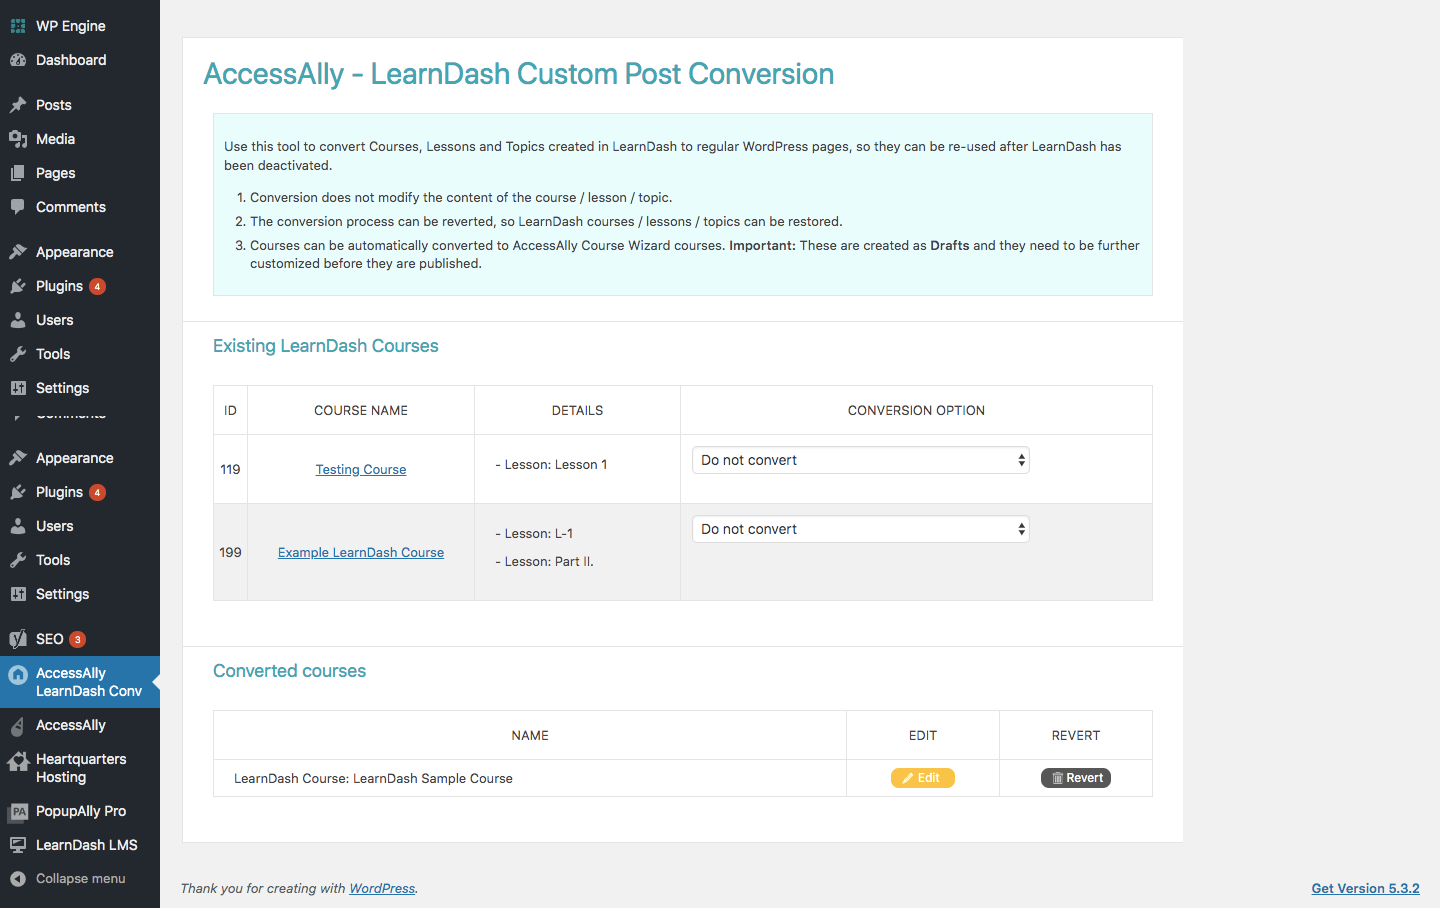 WP Engine
Dashboard
Posts
Media
Pages
Comments
Appearance
Plugins 4
Users
Tools
Settings
Comments
Appearance
Plugins 4
Users
Tools
Settings
SEO 3
AccessAlly
LearnDash Conv
AccessAlly
Heartquarters
Hosting
PA PopupAlly Pro
LearnDash LMS
Collapse menu
AccessAlly - LearnDash Custom Post Conversion
Use this tool to convert Courses, Lessons and Topics created in LearnDash to regular WordPress pages, so they can be re-used after LearnDash has
been deactivated.
1. Conversion does not modify the content of the course / lesson / topic.
2. The conversion process can be reverted, so LearnDash courses / lessons / topics can be restored.
3. Courses can be automatically converted to AccessAlly Course Wizard courses. Important: These are created as Drafts and they need to be further
customized before they are published.
Existing LearnDash Courses
ID COURSE NAME DETAILS CONVERSION OPTION
119 Testing Course - Lesson: Lesson 1 Do not convert
199 Example LearnDash Course - Lesson: L-1 Do not convert
- Lesson: Part II.
Converted courses
NAME EDIT REVERT
LearnDash Course: LearnDash Sample Course Edit Revert
Thank you for creating with WordPress.
Get Version 5.3.2